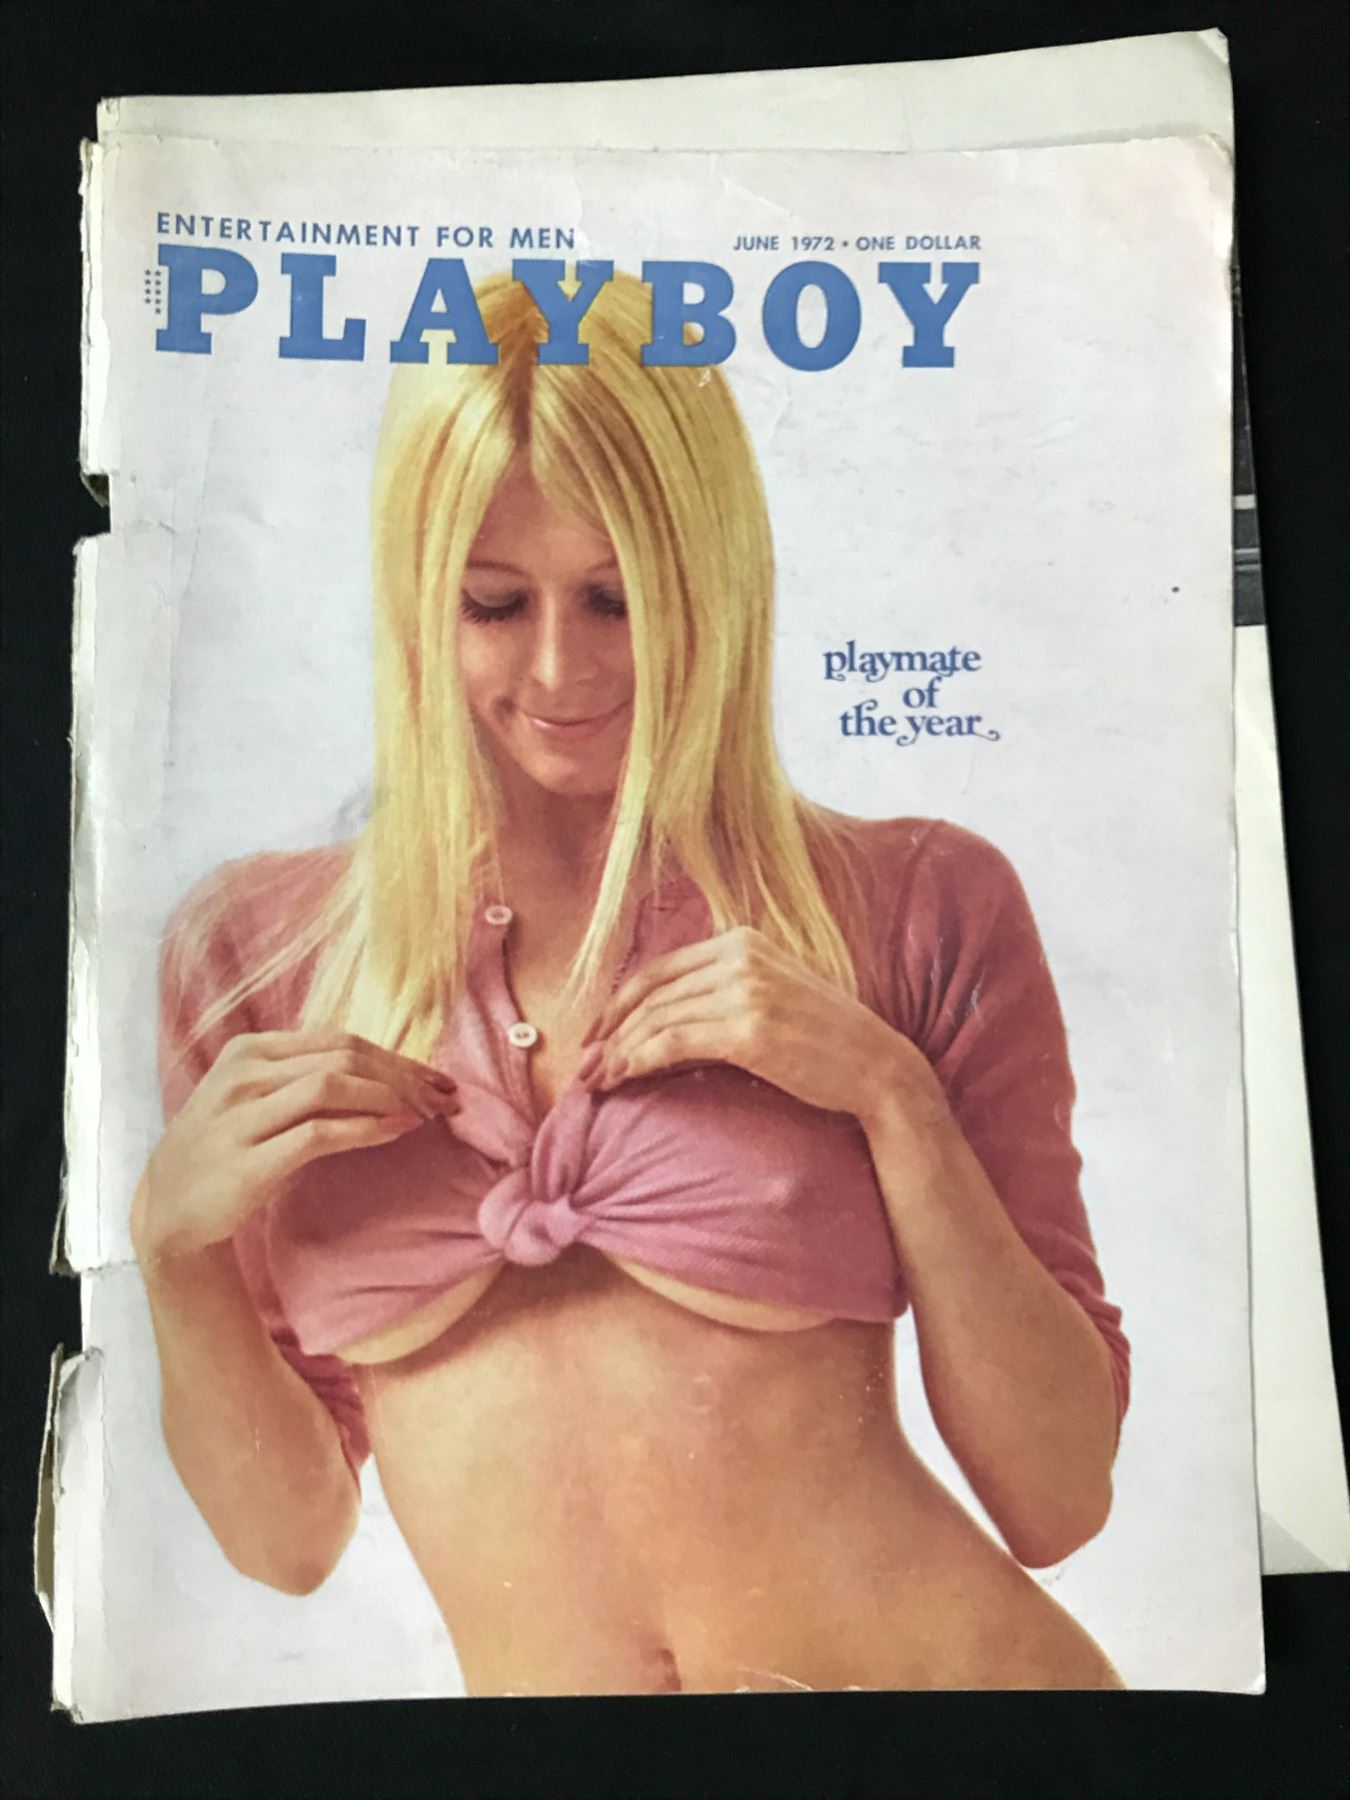 ENTERTAINMENT FOR MEN
JUNE 1972 • ONE DOLLAR
PLAYBOY
playmate
of
the year